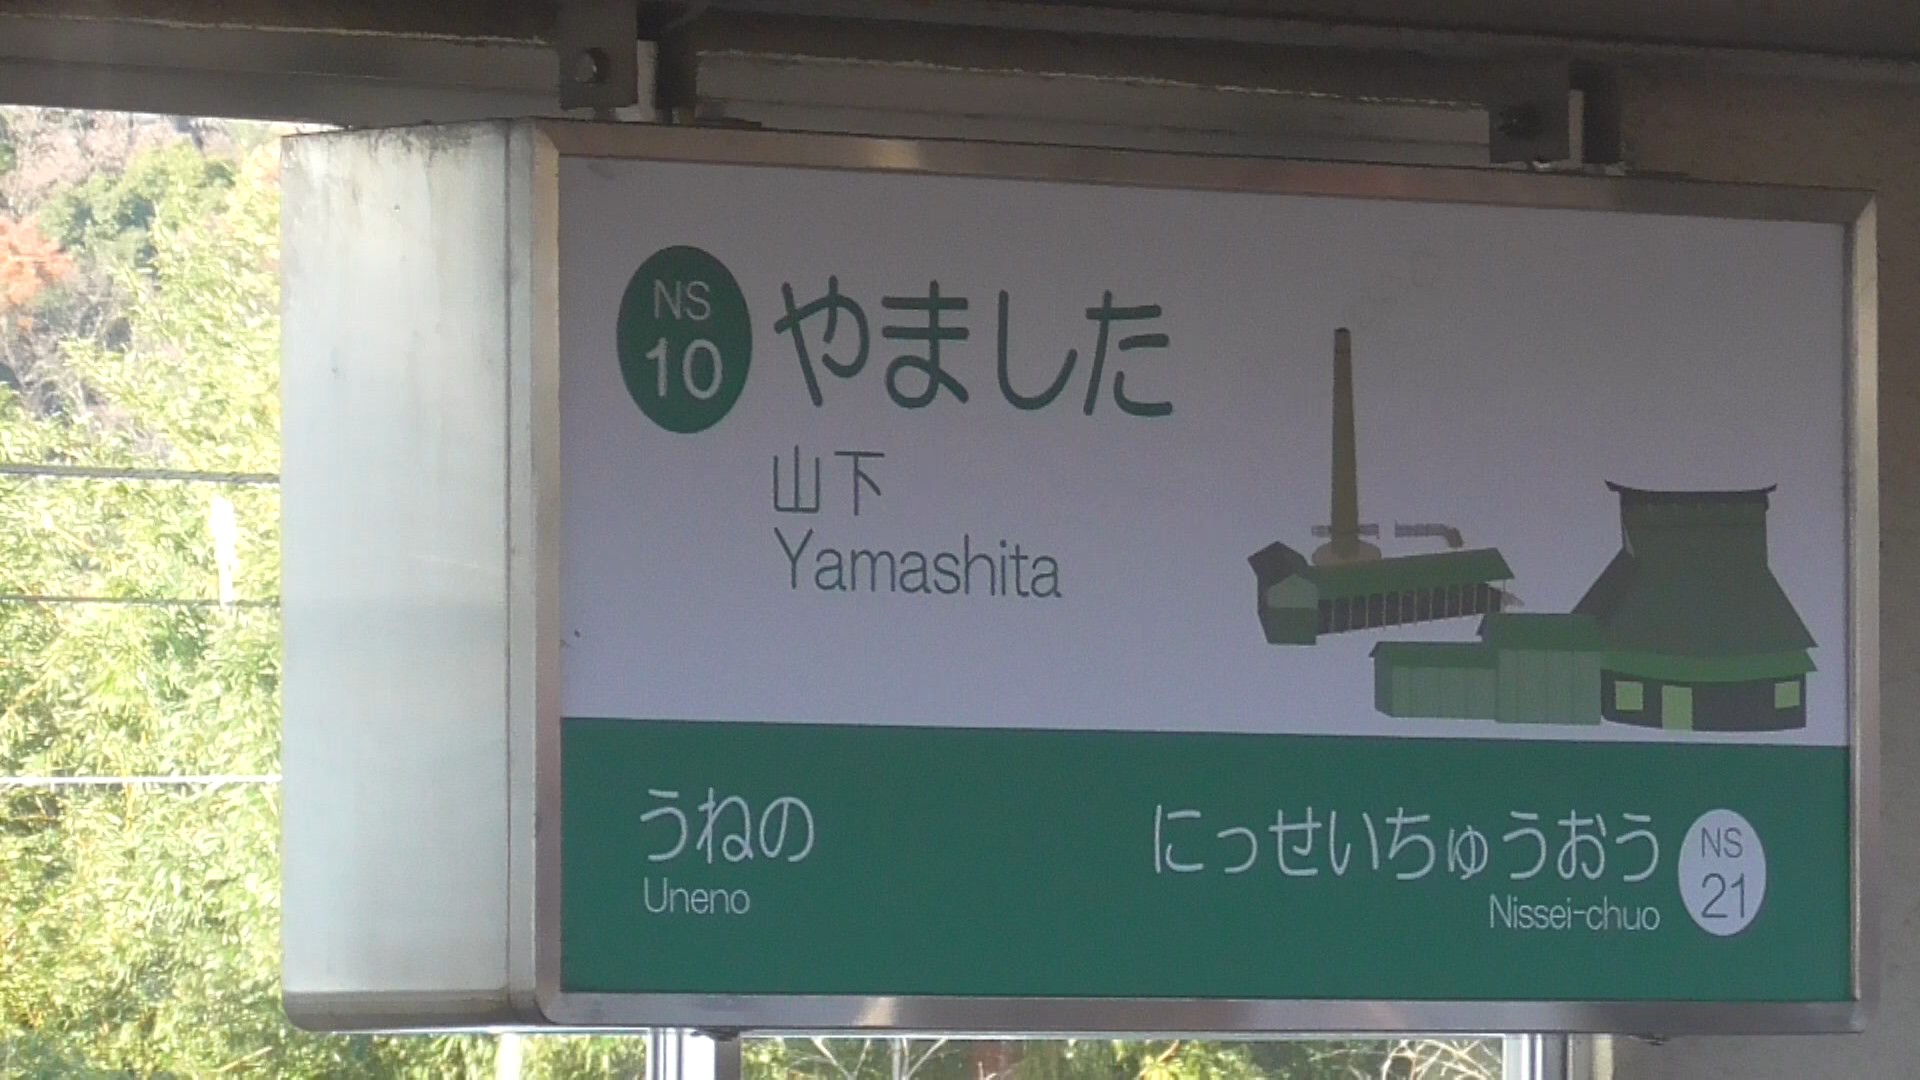 NS
10
やました
山下
Yamashita
うねの
Uneno
にっせいちゅうおう
Nissei-chuo
NS
21